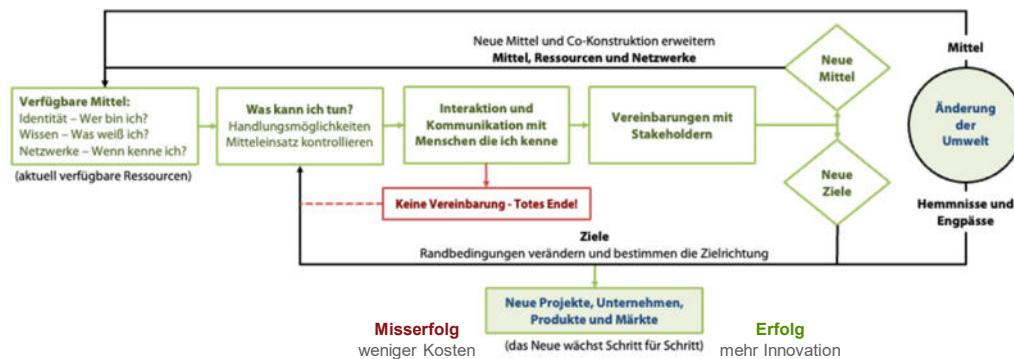 Neue Mittel und Co-Konstruktion erweitern
Mittel, Ressourcen und Netzwerke
Mittel
Neue
Mittel
Verfügbare Mittel:
Identität – Wer bin ich?
Wissen – Was weiß ich?
Netzwerke – Wenn kenne ich?
(aktuell verfügbare Ressourcen)
Was kann ich tun?
Handlungsmöglichkeiten
Mitteleinsatz kontrollieren
Interaktion und
Kommunikation mit
Menschen die ich kenne
Vereinbarungen mit
Stakeholdern
Änderung
der
Umwelt
Neue
Ziele
Keine Vereinbarung - Totes Ende!
Hemmnisse und
Engpässe
Ziele
Randbedingungen verändern und bestimmen die Zielrichtung
Neue Projekte, Unternehmen,
Produkte und Märkte
(das Neue wächst Schritt für Schritt)
Misserfolg
weniger Kosten
Erfolg
mehr Innovation